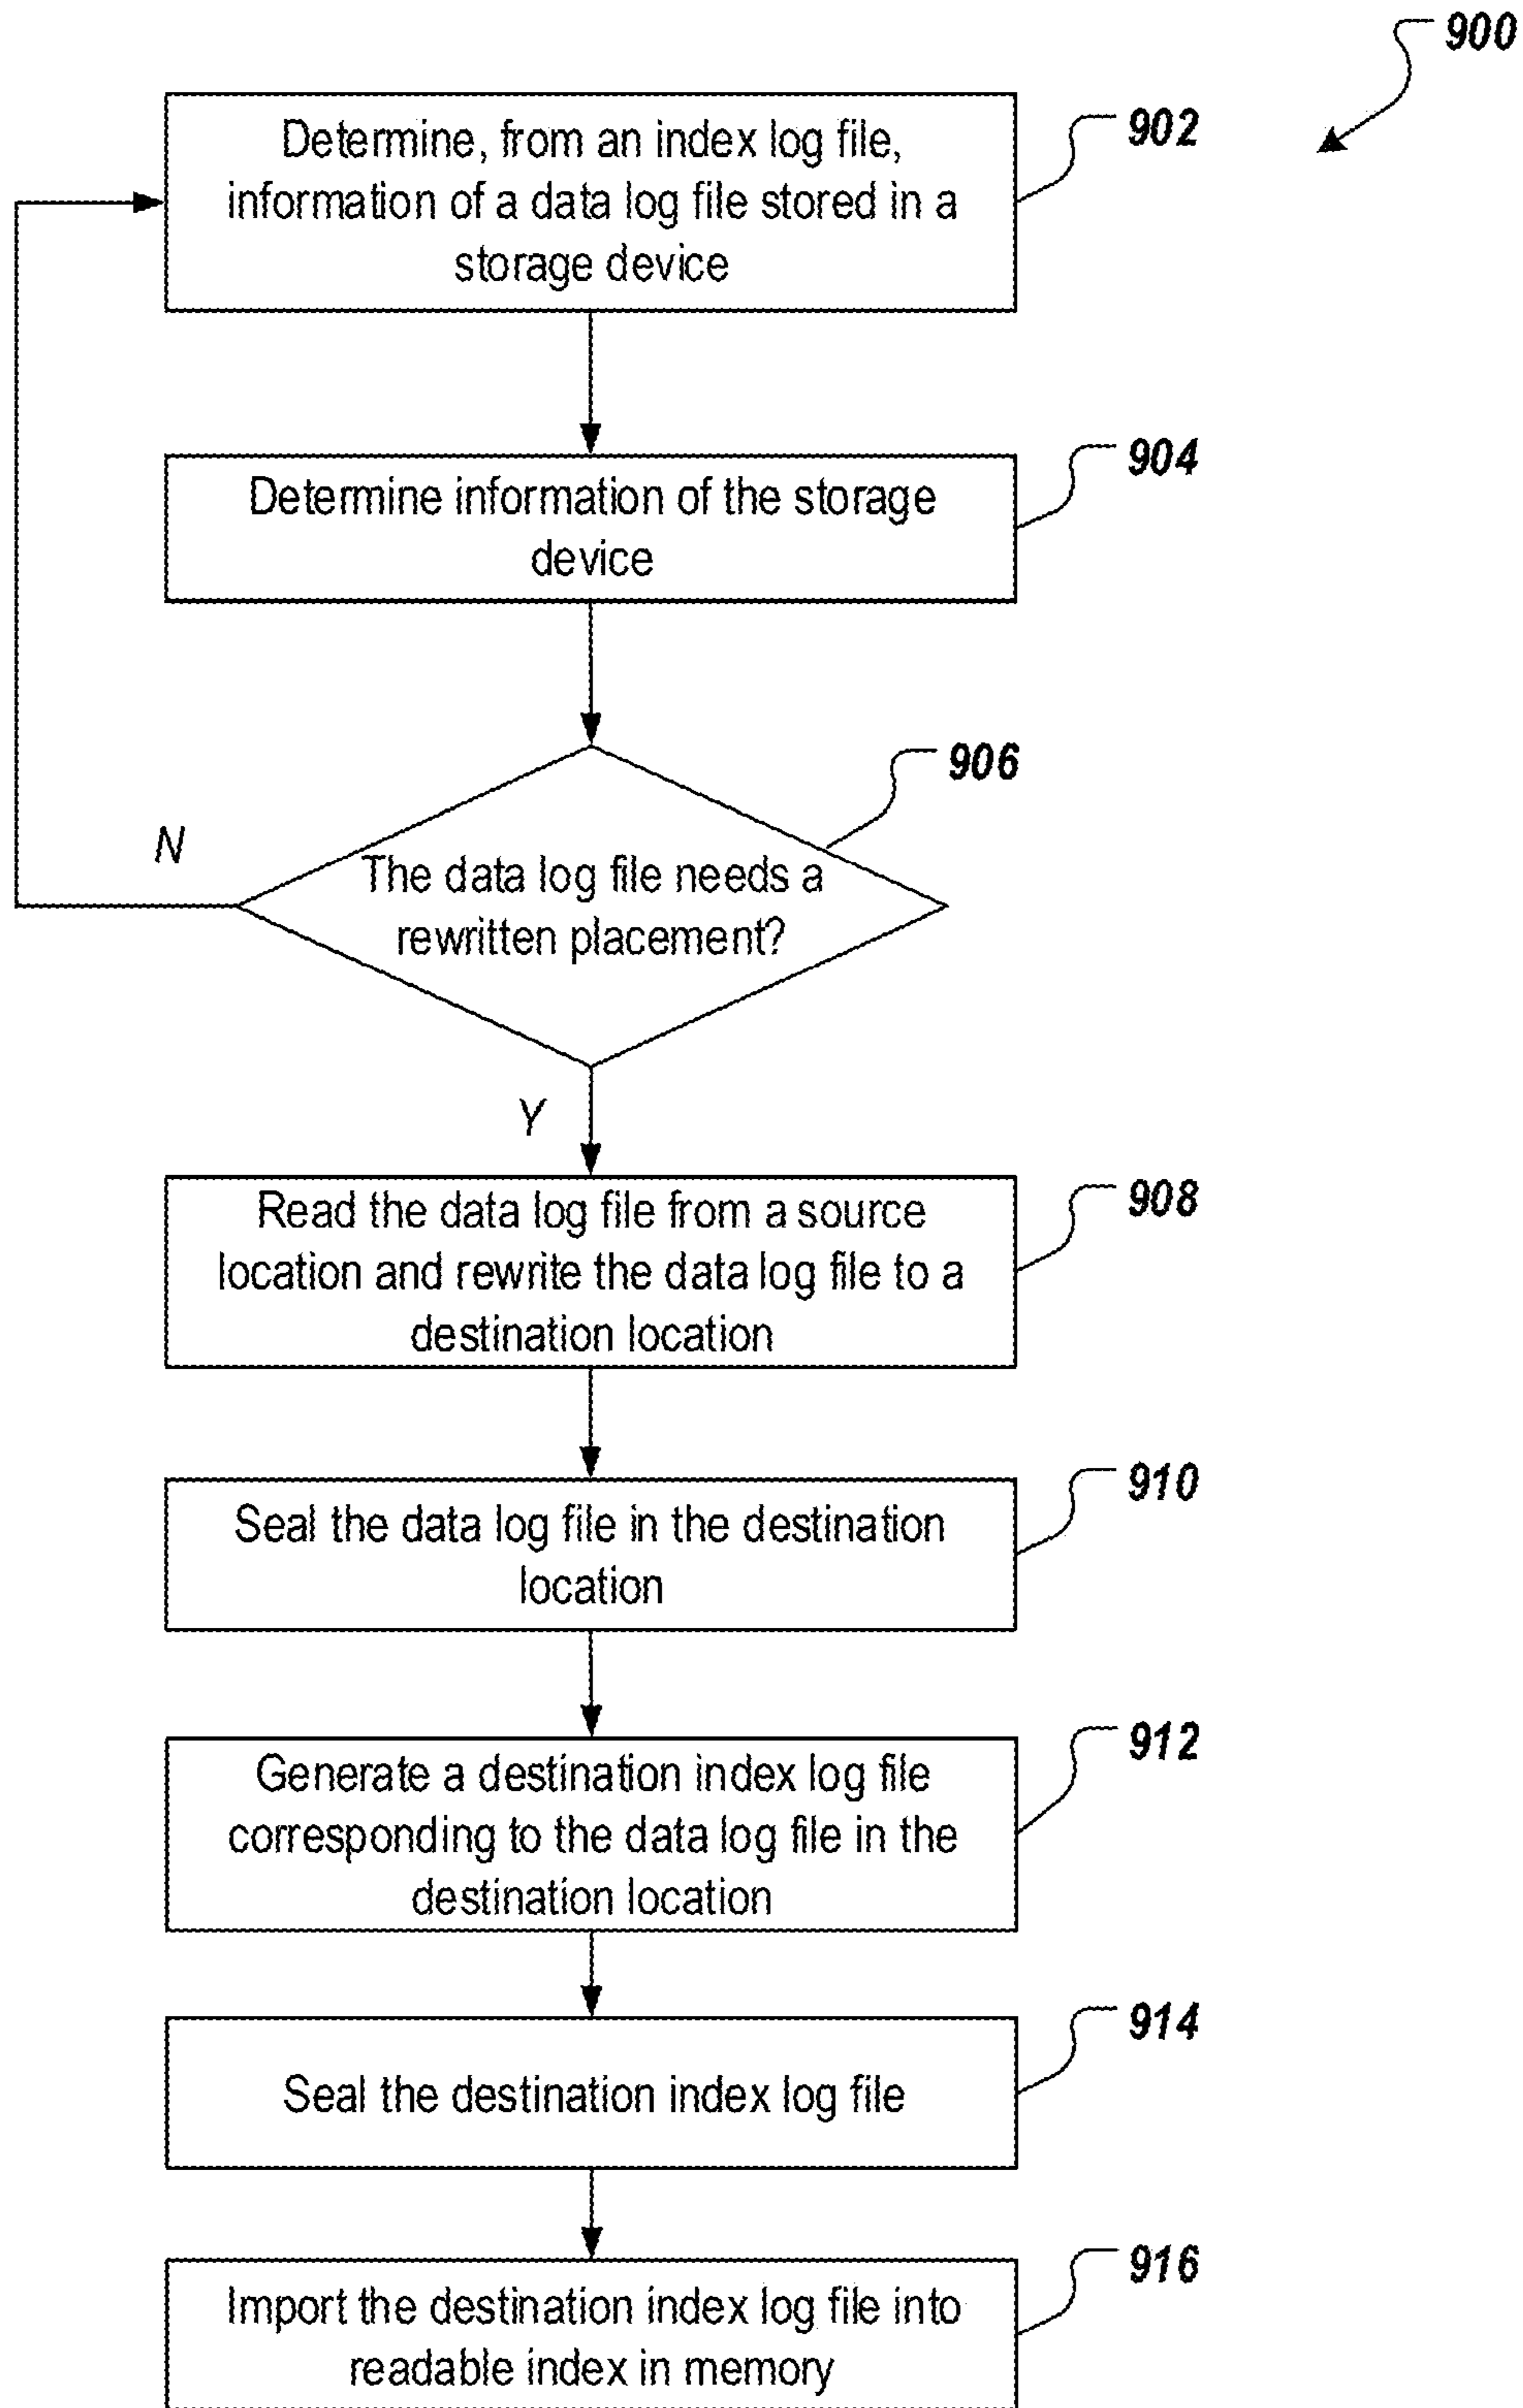 900
Determine, from an index log file,
information of a data log file stored in a
storage device
902
Determine information of the storage
device
904
906
N
The data log file needs a
rewritten placement?
Y
Read the data log file from a source
location and rewrite the data log file to a
destination location
908
Seal the data log file in the destination
location
910
Generate a destination index log file
corresponding to the data log file in the
destination location
912
Seal the destination index log file
914
Import the destination index log file into
readable index in memory
916